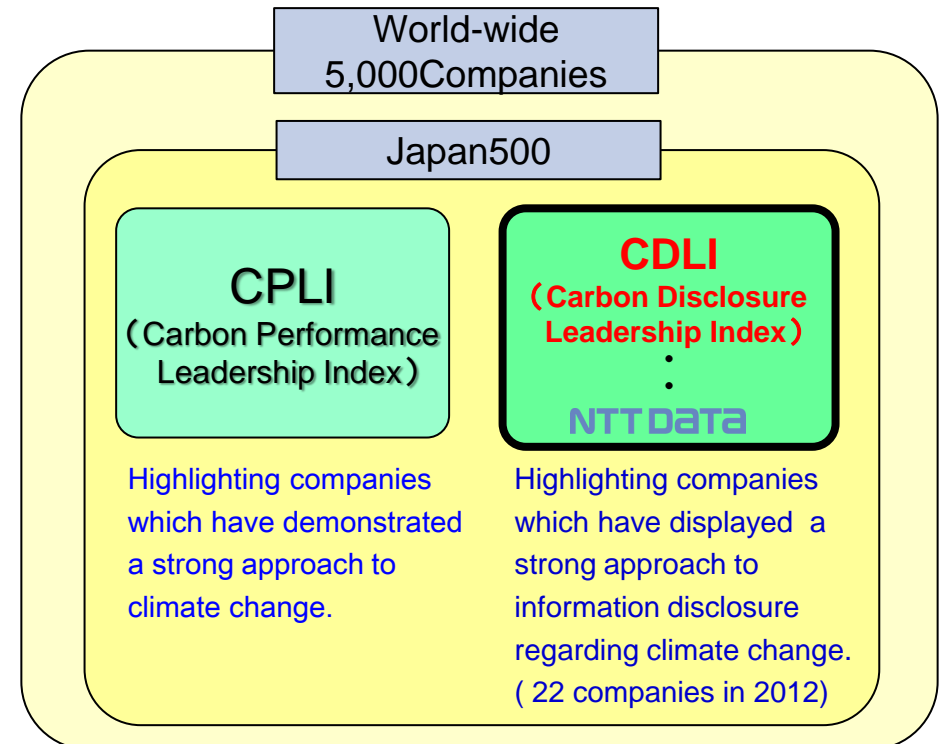 World-wide
5,000Companies
Japan500
CPLI
（Carbon Performance
Leadership Index）
CDLI
（Carbon Disclosure
Leadership Index）
・
・
NTT DATA
Highlighting companies
which have demonstrated
a strong approach to
climate change.
Highlighting companies
which have displayed a
strong approach to
information disclosure
regarding climate change.
( 22 companies in 2012)